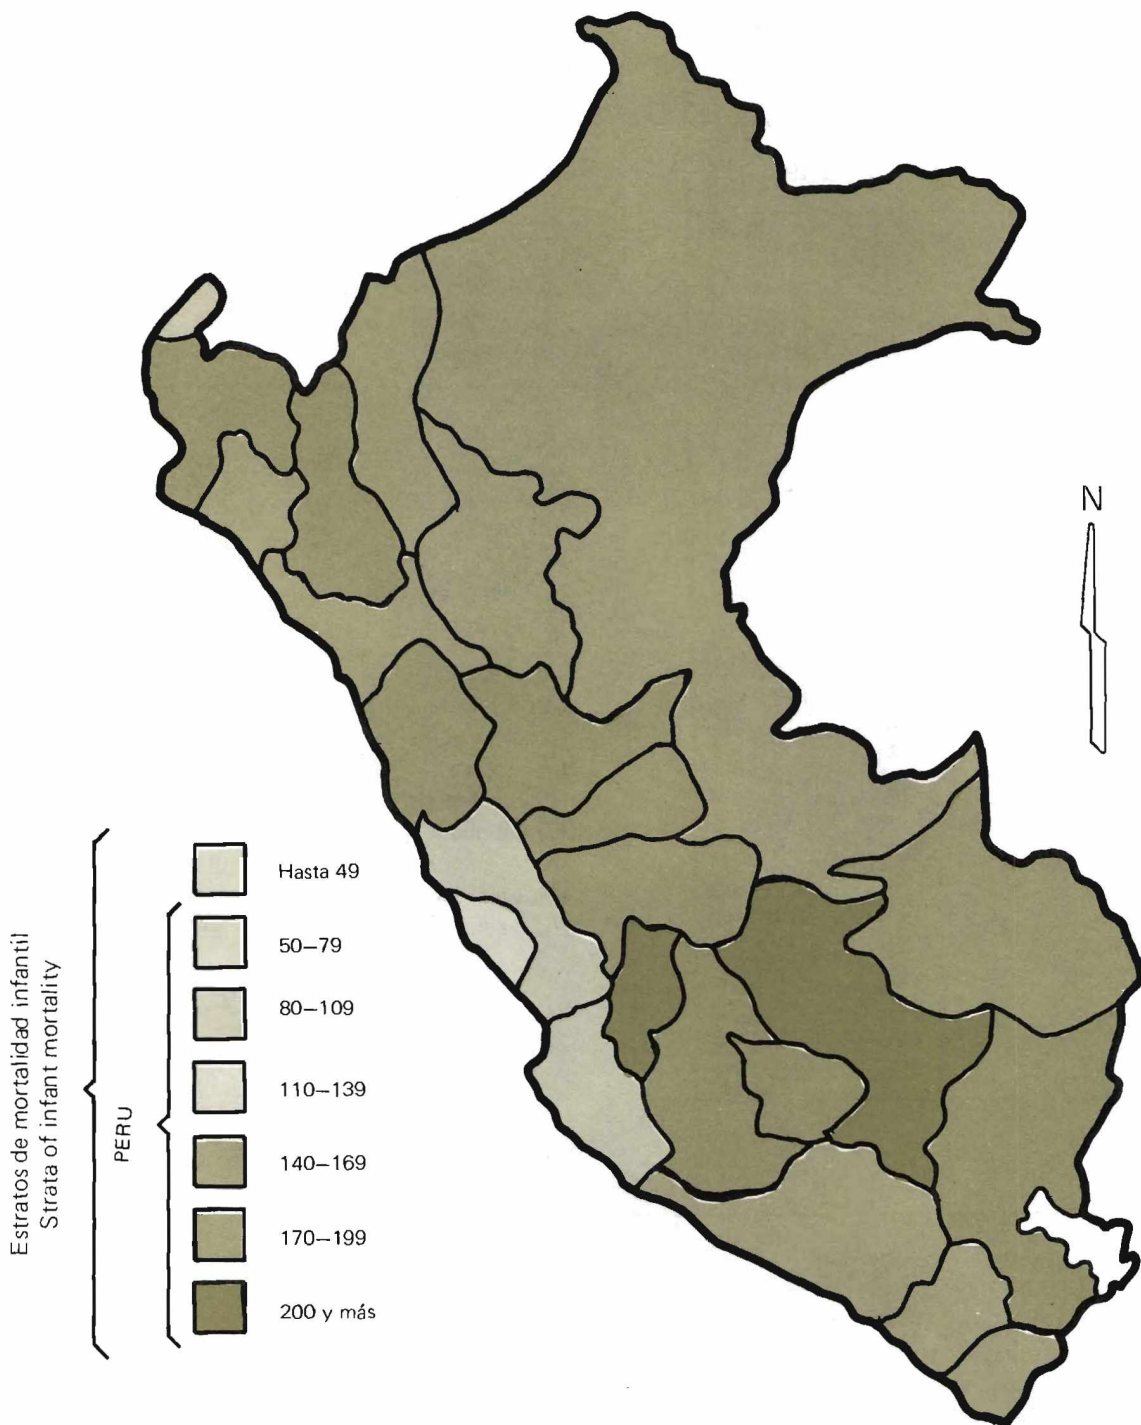 N
Estratos de mortalidad infantil
Strata of infant mortality
PERU
Hasta 49
50–79
80–109
110–139
140–169
170–199
200 y más